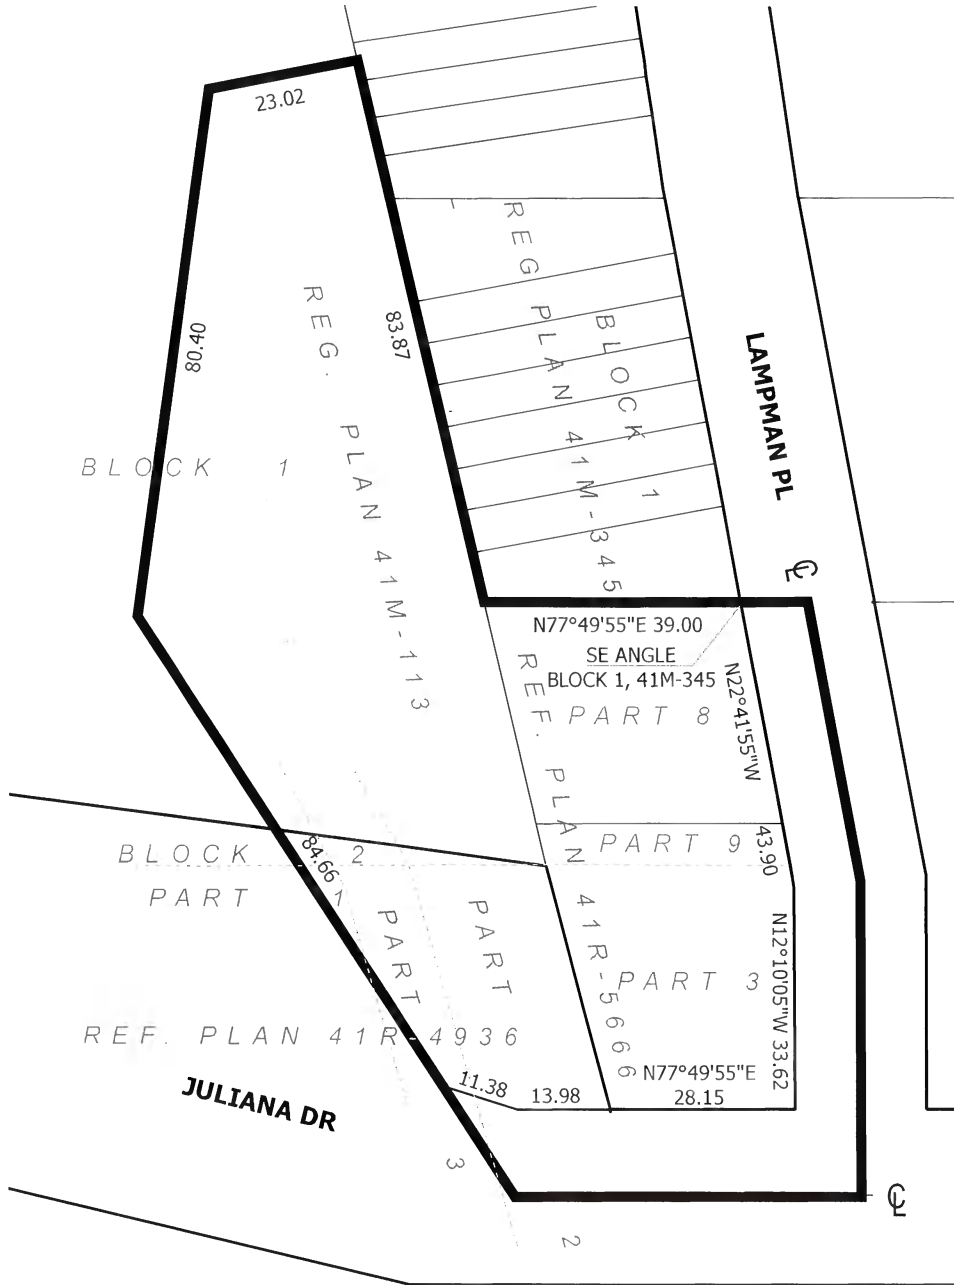 23.02
REG PLAN 41M-345
REG. PLAN 41M-113
83.87
80.40
BLOCK 1
LAMPMAN PL
BLOCK 1
℄
N77°49'55"E 39.00
SE ANGLE
BLOCK 1, 41M-345
REF. PLAN 41R-5666
N22°41'55"W 43.90
PART 8
PART 9
BLOCK 2
84.66
PART 1
PART 3
PART 2
N12°10'05"W 33.62
PART 3
REF. PLAN 41R-4936
N77°49'55"E
28.15
11.38
13.98
JULIANA DR
℄